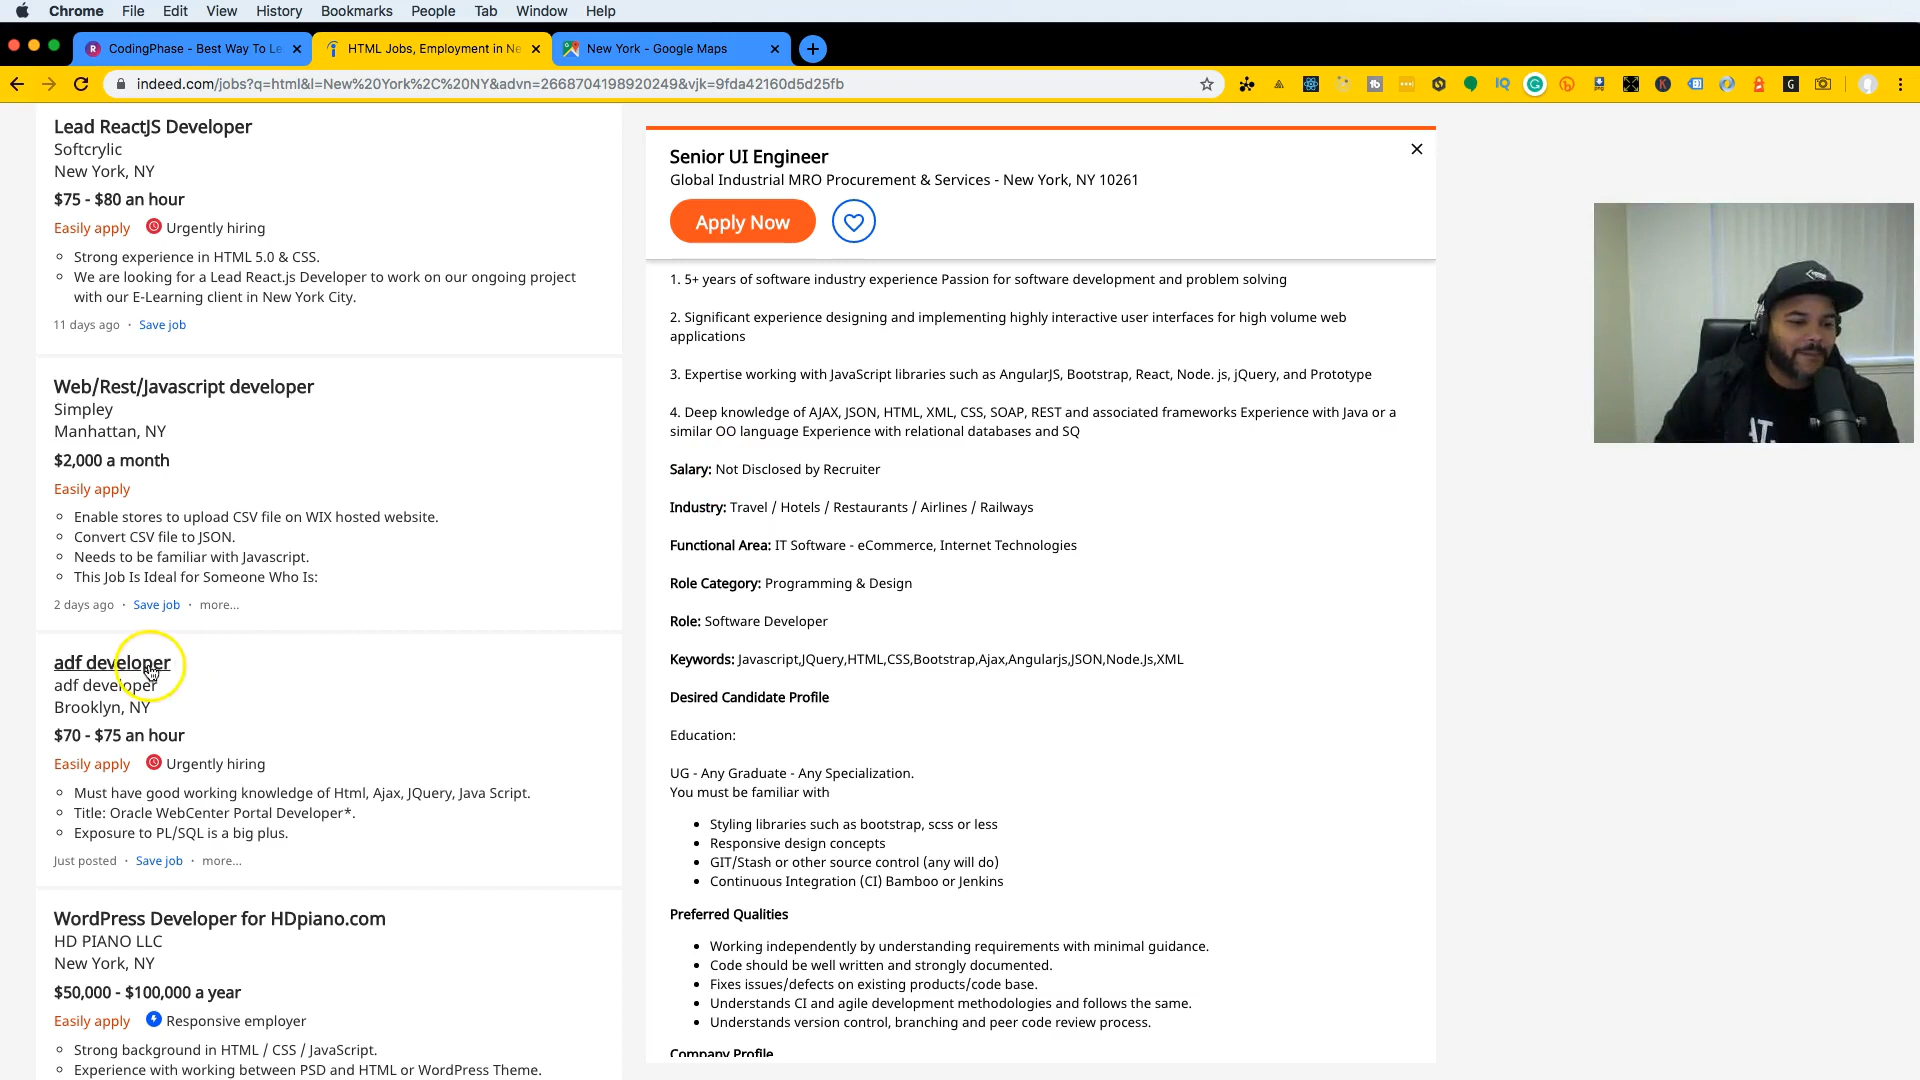 Chrome File Edit View History Bookmarks People Tab Window Help
CodingPhase - Best Way To Le
HTML Jobs, Employment in Ne
New York - Google Maps
indeed.com/jobs?q=html&l=New%20York%2C%20NY&advn=2668704198920249&vjk=9fda42160d5d25fb
Lead ReactJS Developer
Softcrylic
New York, NY
$75 - $80 an hour
Easily apply Urgently hiring
Strong experience in HTML 5.0 & CSS.
We are looking for a Lead React.js Developer to work on our ongoing project
with our E-Learning client in New York City.
11 days ago · Save job
Web/Rest/Javascript developer
Simpley
Manhattan, NY
$2,000 a month
Easily apply
Enable stores to upload CSV file on WIX hosted website.
Convert CSV file to JSON.
Needs to be familiar with Javascript.
This Job Is Ideal for Someone Who Is:
2 days ago · Save job · more...
adf developer
adf developer
Brooklyn, NY
$70 - $75 an hour
Easily apply Urgently hiring
Must have good working knowledge of Html, Ajax, JQuery, Java Script.
Title: Oracle WebCenter Portal Developer*.
Exposure to PL/SQL is a big plus.
Just posted · Save job · more...
WordPress Developer for HDpiano.com
HD PIANO LLC
New York, NY
$50,000 - $100,000 a year
Easily apply Responsive employer
Strong background in HTML / CSS / JavaScript.
Experience with working between PSD and HTML or WordPress Theme.
Senior UI Engineer
Global Industrial MRO Procurement & Services - New York, NY 10261
Apply Now
1. 5+ years of software industry experience Passion for software development and problem solving
2. Significant experience designing and implementing highly interactive user interfaces for high volume web
applications
3. Expertise working with JavaScript libraries such as AngularJS, Bootstrap, React, Node. js, jQuery, and Prototype
4. Deep knowledge of AJAX, JSON, HTML, XML, CSS, SOAP, REST and associated frameworks Experience with Java or a
similar OO language Experience with relational databases and SQ
Salary: Not Disclosed by Recruiter
Industry: Travel / Hotels / Restaurants / Airlines / Railways
Functional Area: IT Software - eCommerce, Internet Technologies
Role Category: Programming & Design
Role: Software Developer
Keywords: Javascript,JQuery,HTML,CSS,Bootstrap,Ajax,Angularjs,JSON,Node.Js,XML
Desired Candidate Profile
Education:
UG - Any Graduate - Any Specialization.
You must be familiar with
Styling libraries such as bootstrap, scss or less
Responsive design concepts
GIT/Stash or other source control (any will do)
Continuous Integration (CI) Bamboo or Jenkins
Preferred Qualities
Working independently by understanding requirements with minimal guidance.
Code should be well written and strongly documented.
Fixes issues/defects on existing products/code base.
Understands CI and agile development methodologies and follows the same.
Understands version control, branching and peer code review process.
Company Profile